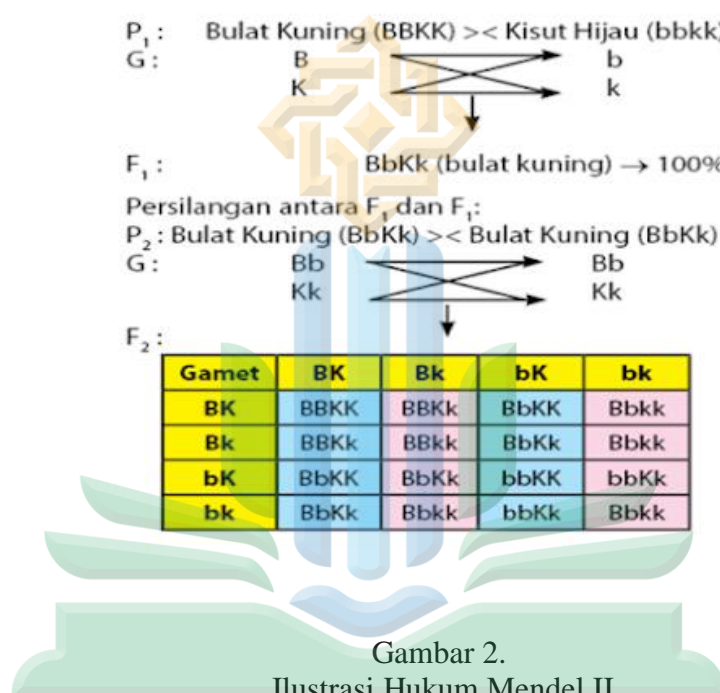 P₁ : Bulat Kuning (BBKK) >< Kisut Hijau (bbkk)
G : B b
K k
F₁ : BbKk (bulat kuning) → 100%
Persilangan antara F₁ dan F₁:
P₂ : Bulat Kuning (BbKk) >< Bulat Kuning (BbKk)
G : Bb Bb
Kk Kk
F₂ :
Gamet BK Bk bK bk
BK BBKK BBKk BbKK Bbkk
Bk BBKk BBkk BbKk Bbkk
bK BbKK BbKk bbKK bbKk
bk BbKk Bbkk bbKk Bbkk
Gambar 2.
Ilustrasi Hukum Mendel II